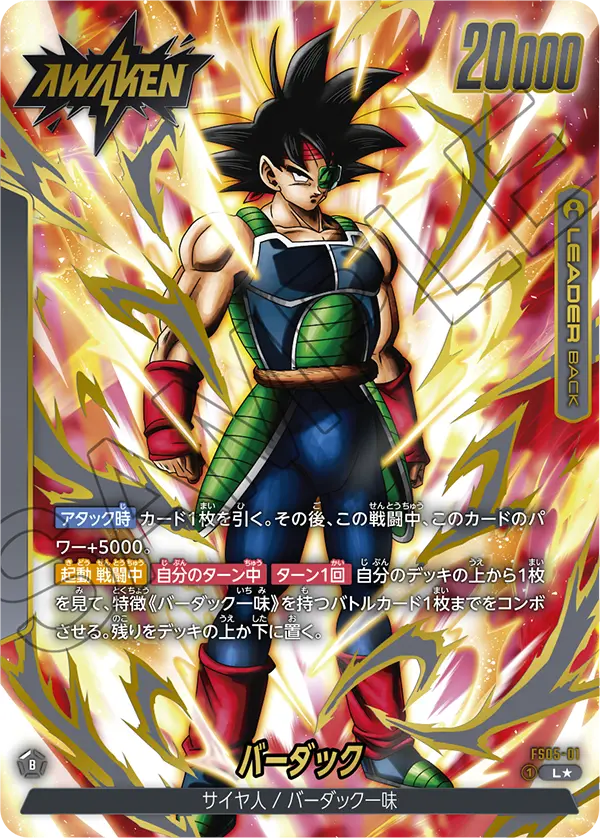 AWAKEN
20000
LEADER BACK
SAMPLE
アタック時 カード1枚を引く。その後、この戦闘中、このカードのパ
ワー+5000。
起動 戦闘中 自分のターン中 ターン1回 自分のデッキの上から1枚
を見て、特徴《バーダック一味》を持つバトルカード1枚までをコンボ
させる。残りをデッキの上か下に置く。
バーダック
FS05-01
B
① L★
サイヤ人 / バーダック一味